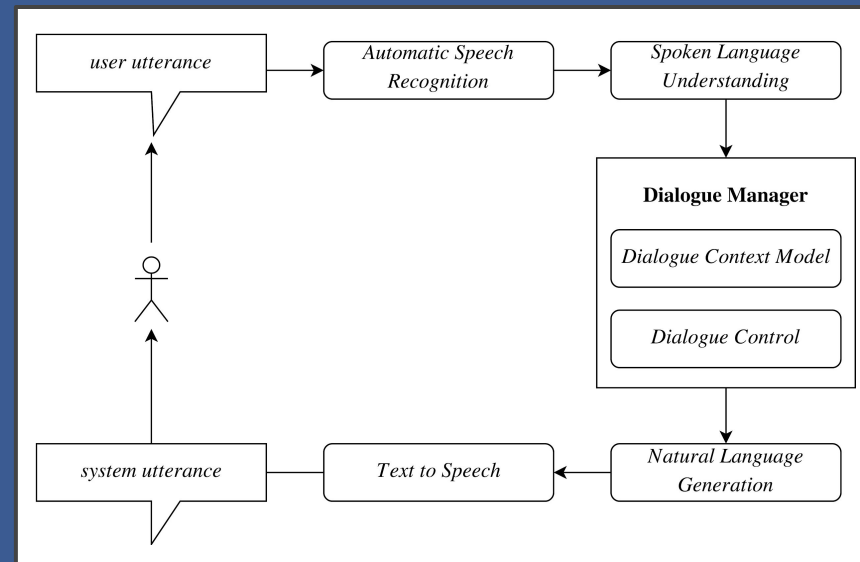 user utterance
Automatic Speech
Recognition
Spoken Language
Understanding
Dialogue Manager
Dialogue Context Model
Dialogue Control
system utterance
Text to Speech
Natural Language
Generation